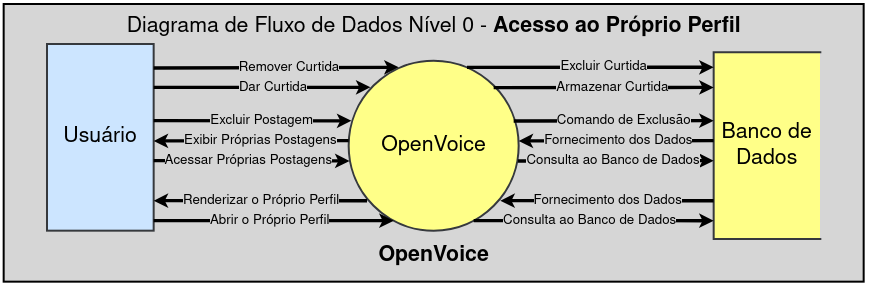 Diagrama de Fluxo de Dados Nível 0 - Acesso ao Próprio Perfil
Usuário
Remover Curtida
Dar Curtida
Excluir Postagem
Exibir Próprias Postagens
Acessar Próprias Postagens
Renderizar o Próprio Perfil
Abrir o Próprio Perfil
OpenVoice
Excluir Curtida
Armazenar Curtida
Comando de Exclusão
Fornecimento dos Dados
Consulta ao Banco de Dados
Fornecimento dos Dados
Consulta ao Banco de Dados
Banco de
Dados
OpenVoice